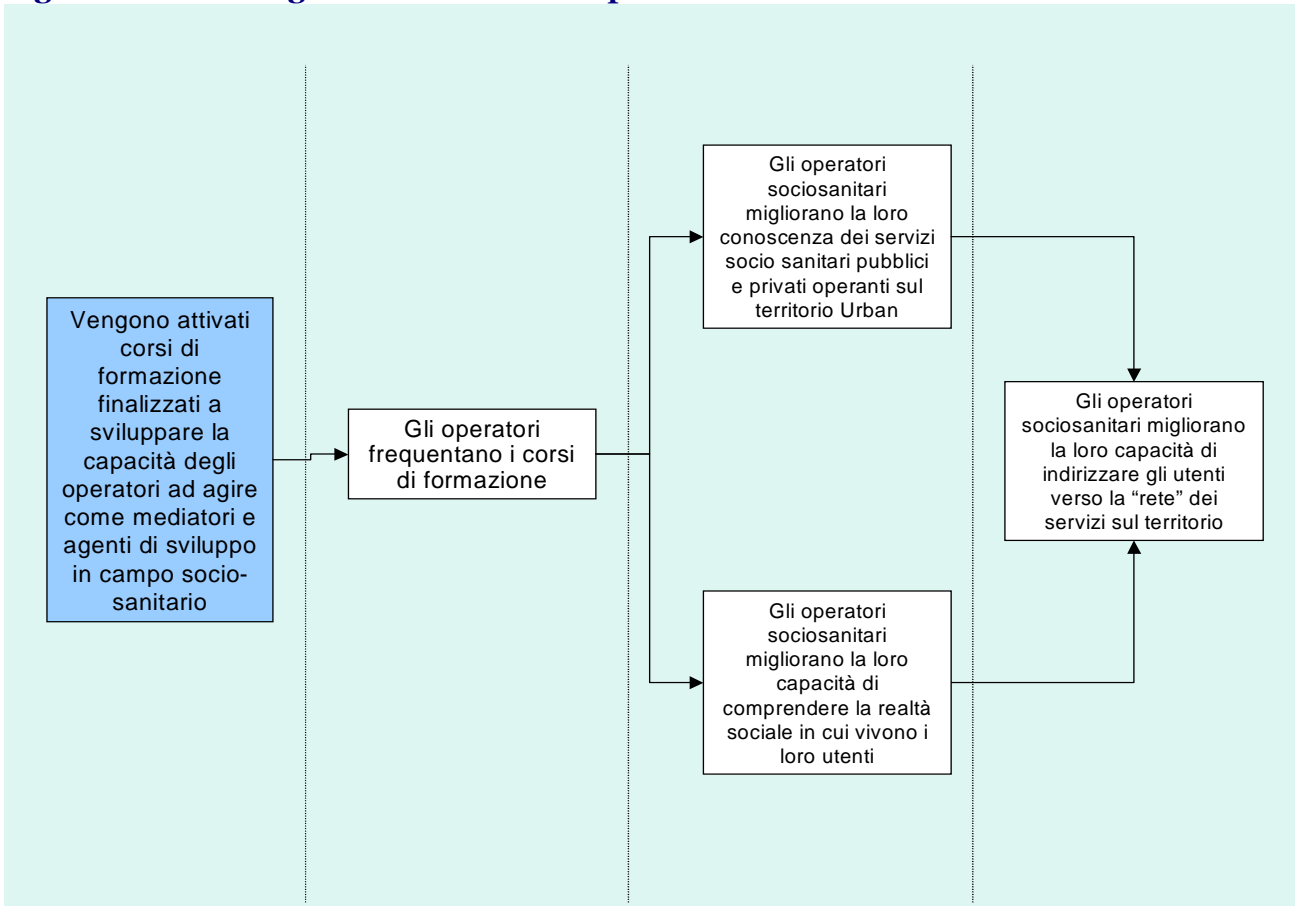 Vengono attivati
corsi di
formazione
finalizzati a
sviluppare la
capacità degli
operatori ad agire
come mediatori e
agenti di sviluppo
in campo socio-
sanitario
Gli operatori
frequentano i corsi
di formazione
Gli operatori
sociosanitari
migliorano la loro
conoscenza dei servizi
socio sanitari pubblici
e privati operanti sul
territorio Urban
Gli operatori
sociosanitari
migliorano la loro
capacità di
comprendere la realtà
sociale in cui vivono i
loro utenti
Gli operatori
sociosanitari migliorano
la loro capacità di
indirizzare gli utenti
verso la “rete” dei
servizi sul territorio